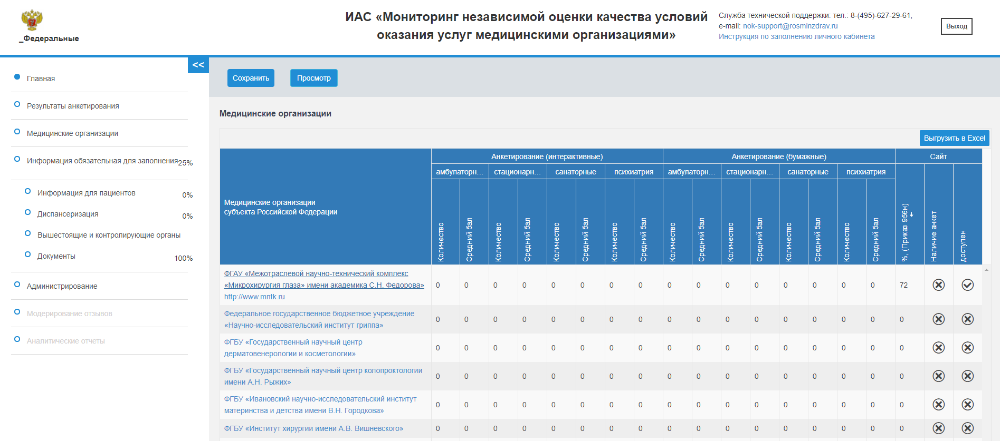 _Федеральные
ИАС «Мониторинг независимой оценки качества условий
оказания услуг медицинскими организациями»
Служба технической поддержки: тел.: 8-(495)-627-29-61,
e-mail: nok-support@rosminzdrav.ru
Инструкция по заполнению личного кабинета
Выход
<<
Главная
Результаты анкетирования
Медицинские организации
Информация обязательная для заполнения 25%
Информация для пациентов 0%
Диспансеризация 0%
Вышестоящие и контролирующие органы
Документы 100%
Администрирование
Модерирование отзывов
Аналитические отчеты
Сохранить Просмотр
Медицинские организации
Выгрузить в Excel
Медицинские организации
субъекта Российской Федерации
Анкетирование (интерактивные) Анкетирование (бумажные) Сайт
амбулаторн... стационарн... санаторные психиатрия амбулаторн... стационарн... санаторные психиатрия
Количество Средний бал Количество Средний бал Количество Средний бал Количество Средний бал Количество Средний бал Количество Средний бал Количество Средний бал Количество Средний бал %, (Приказ 956н) Наличие анкет доступен
ФГАУ «Межотраслевой научно-технический комплекс
«Микрохирургия глаза» имени академика С.Н. Федорова»
http://www.mntk.ru
0 0 0 0 0 0 0 0 0 0 0 0 0 0 0 0 72
Федеральное государственное бюджетное учреждение
«Научно-исследовательский институт гриппа»
0 0 0 0 0 0 0 0 0 0 0 0 0 0 0 0 0
ФГБУ «Государственный научный центр
дерматовенерологии и косметологии»
0 0 0 0 0 0 0 0 0 0 0 0 0 0 0 0 0
ФГБУ «Государственный научный центр колопроктологии
имени А.Н. Рыжих»
0 0 0 0 0 0 0 0 0 0 0 0 0 0 0 0 0
ФГБУ «Ивановский научно-исследовательский институт
материнства и детства имени В.Н. Городкова»
0 0 0 0 0 0 0 0 0 0 0 0 0 0 0 0 0
ФГБУ «Институт хирургии имени А.В. Вишневского»
0 0 0 0 0 0 0 0 0 0 0 0 0 0 0 0 0